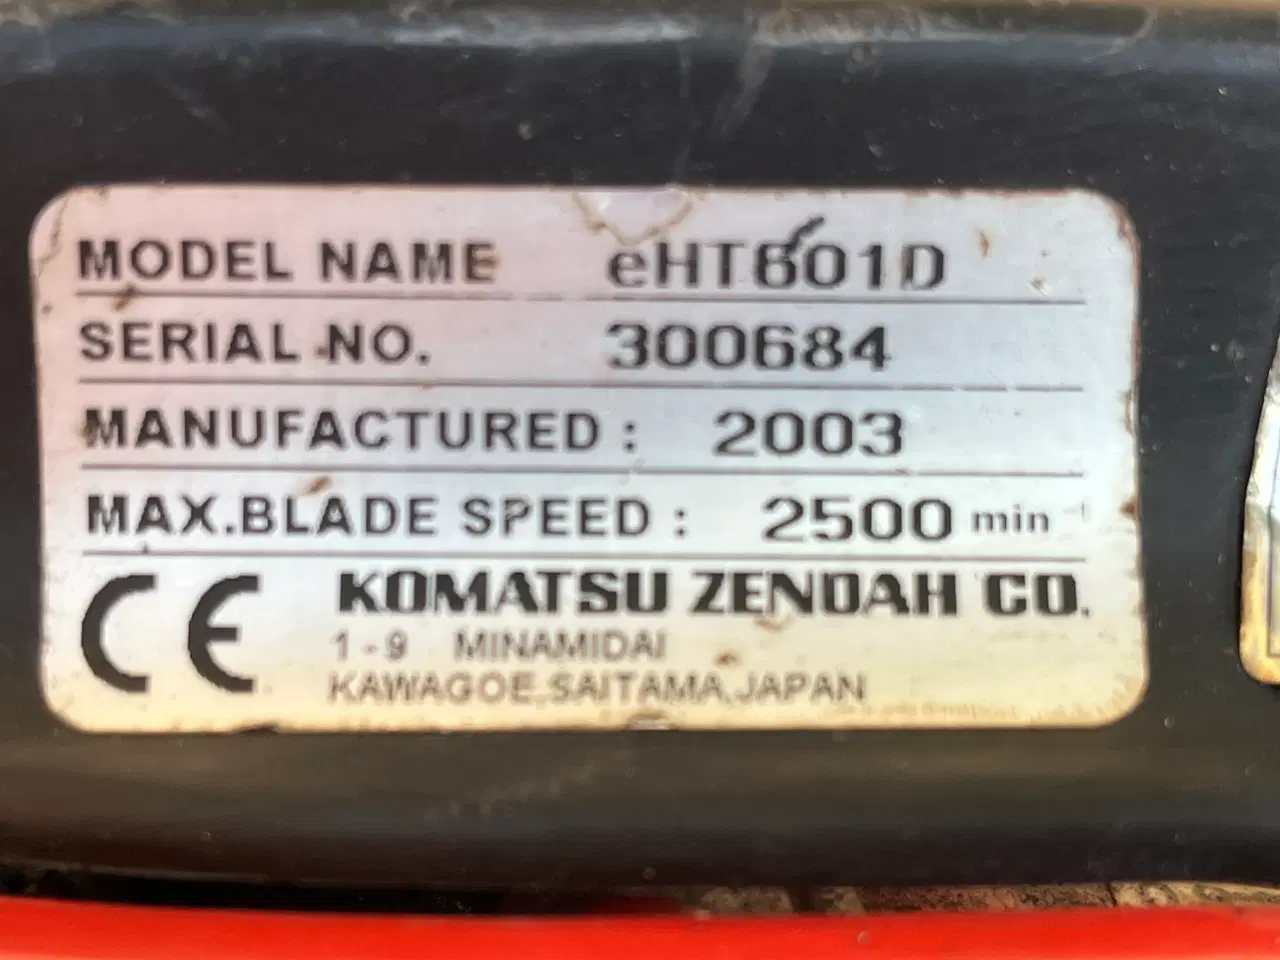 MODEL NAME eHT601D
SERIAL NO. 300684
MANUFACTURED : 2003
MAX.BLADE SPEED : 2500 min⁻¹
CE KOMATSU ZENOAH CO.
1-9 MINAMIDAI
KAWAGOE,SAITAMA,JAPAN